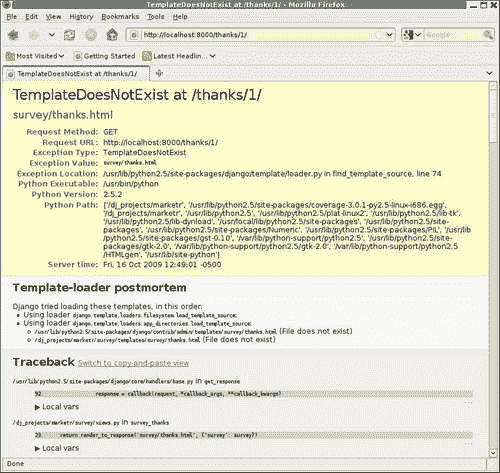 TemplateDoesNotExist at /thanks/1/ - Mozilla Firefox
File Edit View History Bookmarks Tools Help
http://localhost:8000/thanks/1/ Google
Most Visited Getting Started Latest Headlin...
TemplateDoesNotExist at /thanks/1/
TemplateDoesNotExist at /thanks/1/
survey/thanks.html
Request Method: GET
Request URL: http://localhost:8000/thanks/1/
Exception Type: TemplateDoesNotExist
Exception Value: survey/thanks.html
Exception Location: /usr/lib/python2.5/site-packages/django/template/loader.py in find_template_source, line 74
Python Executable: /usr/bin/python
Python Version: 2.5.2
Python Path: ['/dj_projects/marketr', '/usr/lib/python2.5/site-packages/coverage-3.0.1-py2.5-linux-i686.egg',
'/dj_projects/marketr', '/usr/lib/python2.5', '/usr/lib/python2.5/plat-linux2', '/usr/lib/python2.5/lib-tk',
'/usr/lib/python2.5/lib-dynload', '/usr/local/lib/python2.5/site-packages', '/usr/lib/python2.5/site-
packages', '/usr/lib/python2.5/site-packages/Numeric', '/usr/lib/python2.5/site-packages/PIL', '/usr/lib
/python2.5/site-packages/gst-0.10', '/var/lib/python-support/python2.5', '/usr/lib/python2.5
/site-packages/gtk-2.0', '/var/lib/python-support/python2.5/gtk-2.0', '/usr/lib/python2.5
/HTMLgen', '/usr/lib/site-python']
Server time: Fri, 16 Oct 2009 12:49:01 -0500
Template-loader postmortem
Django tried loading these templates, in this order:
Using loader django.template.loaders.filesystem.load_template_source:
Using loader django.template.loaders.app_directories.load_template_source:
/usr/lib/python2.5/site-packages/django/contrib/admin/templates/survey/thanks.html (File does not exist)
/dj_projects/marketr/survey/templates/survey/thanks.html (File does not exist)
Traceback Switch to copy-and-paste view
/usr/lib/python2.5/site-packages/django/core/handlers/base.py in get_response
92. response = callback(request, *callback_args, **callback_kwargs)
▶ Local vars
/dj_projects/marketr/survey/views.py in survey_thanks
23. return render_to_response('survey/thanks.html', {'survey': survey})
▶ Local vars
Done